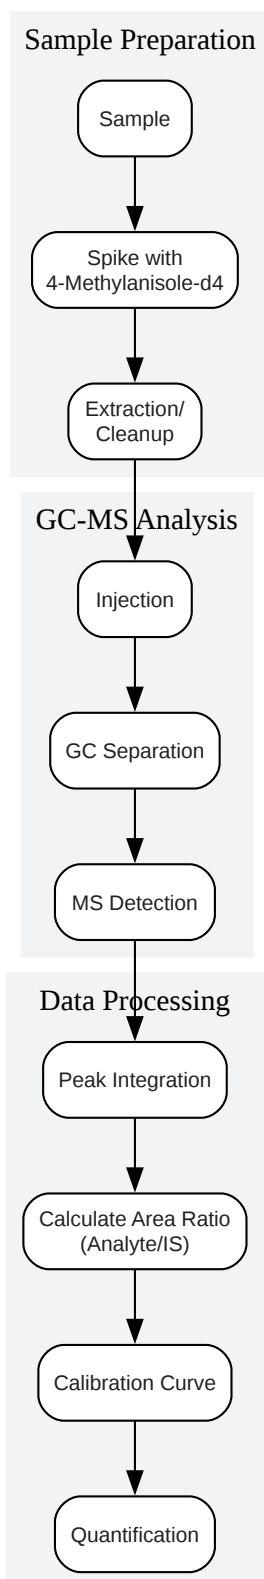 Sample Preparation
Sample
Spike with
4-Methylanisole-d4
Extraction/
Cleanup
GC-MS Analysis
Injection
GC Separation
MS Detection
Data Processing
Peak Integration
Calculate Area Ratio
(Analyte/IS)
Calibration Curve
Quantification